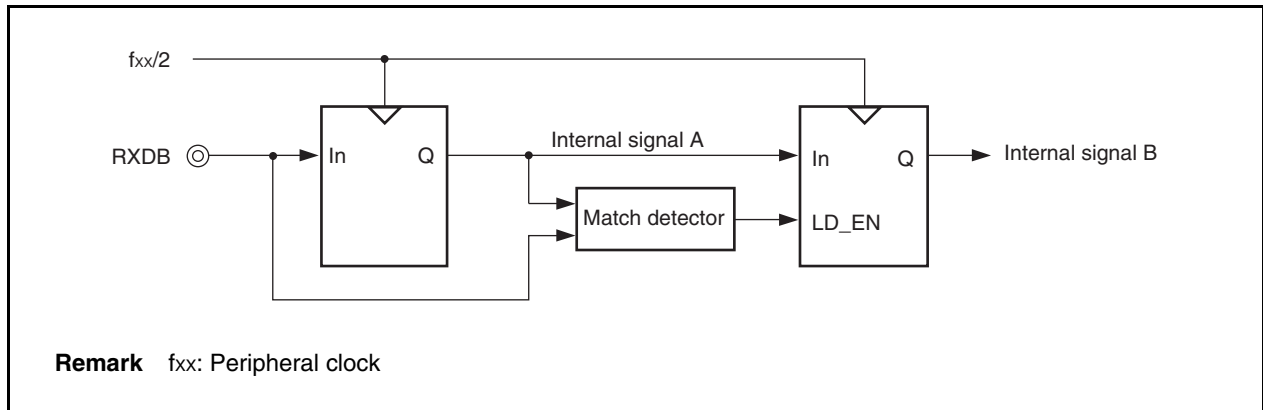 fxx/2
RXDB
In
Q
Internal signal A
In
Q
Internal signal B
Match detector
LD_EN
Remark fxx: Peripheral clock